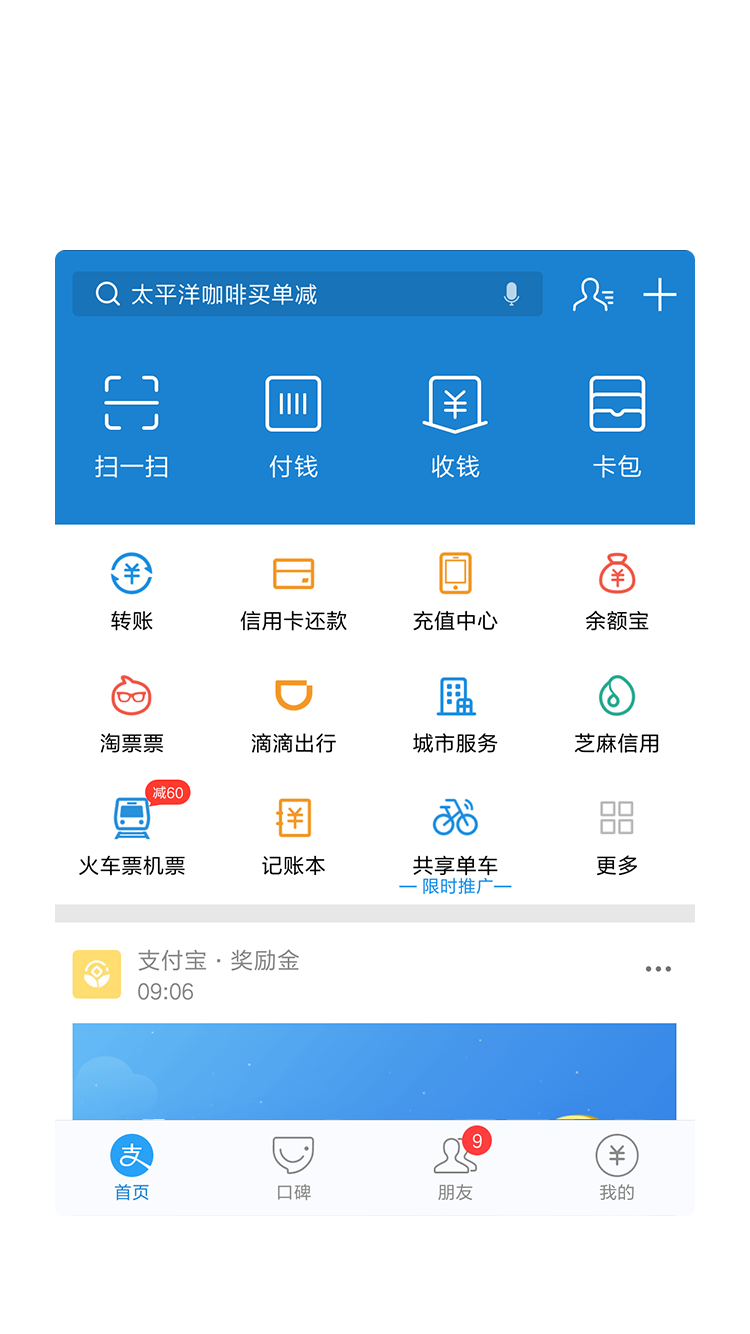 太平洋咖啡买单减
扫一扫 付钱 收钱 卡包
转账 信用卡还款 充值中心 余额宝
淘票票 滴滴出行 城市服务 芝麻信用
减60
火车票机票 记账本 共享单车 更多
限时推广
支付宝·奖励金
09:06
支 9
首页 口碑 朋友 我的